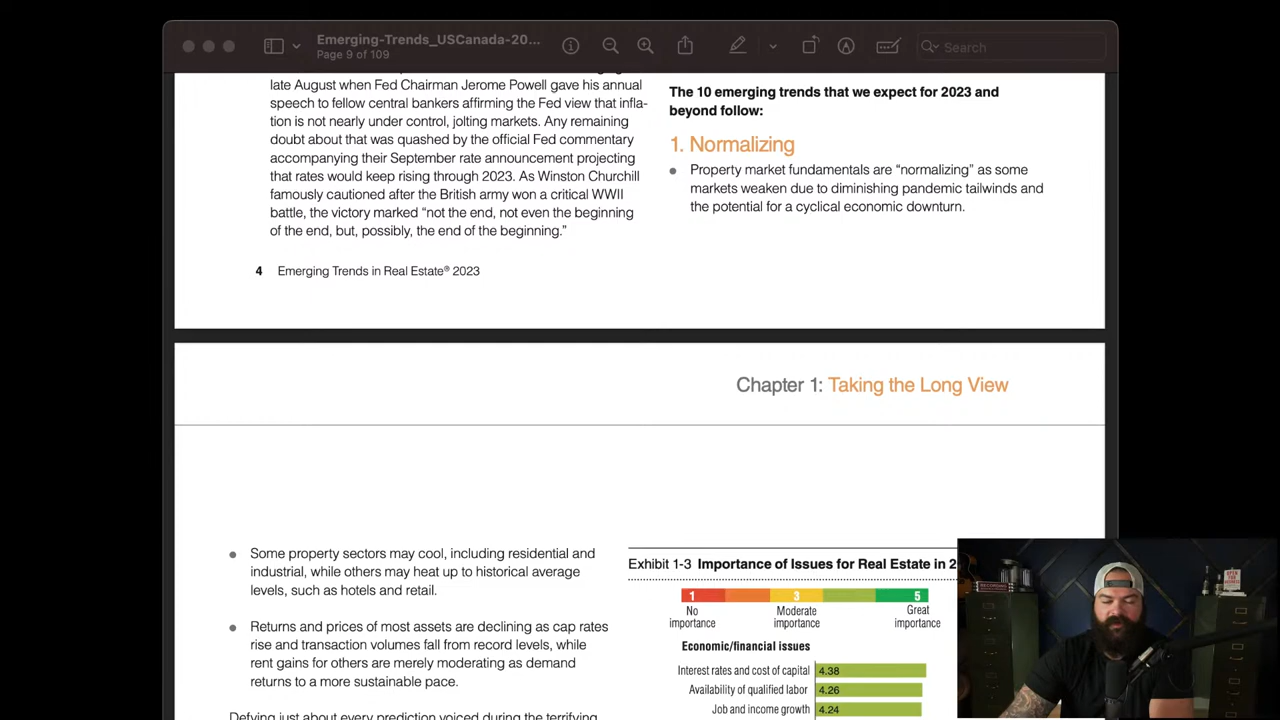 Emerging-Trends_USCanada-20...
Page 9 of 109
Search
late August when Fed Chairman Jerome Powell gave his annual
speech to fellow central bankers affirming the Fed view that infla-
tion is not nearly under control, jolting markets. Any remaining
doubt about that was quashed by the official Fed commentary
accompanying their September rate announcement projecting
that rates would keep rising through 2023. As Winston Churchill
famously cautioned after the British army won a critical WWII
battle, the victory marked “not the end, not even the beginning
of the end, but, possibly, the end of the beginning.”
4 Emerging Trends in Real Estate® 2023
The 10 emerging trends that we expect for 2023 and
beyond follow:
1. Normalizing
● Property market fundamentals are “normalizing” as some
markets weaken due to diminishing pandemic tailwinds and
the potential for a cyclical economic downturn.
Chapter 1: Taking the Long View
● Some property sectors may cool, including residential and
industrial, while others may heat up to historical average
levels, such as hotels and retail.
● Returns and prices of most assets are declining as cap rates
rise and transaction volumes fall from record levels, while
rent gains for others are merely moderating as demand
returns to a more sustainable pace.
Defying just about every prediction voiced during the terrifying
Exhibit 1-3 Importance of Issues for Real Estate in 2
1 3 5
No importance
Moderate importance
Great importance
Economic/financial issues
Interest rates and cost of capital 4.38
Availability of qualified labor 4.26
Job and income growth 4.24